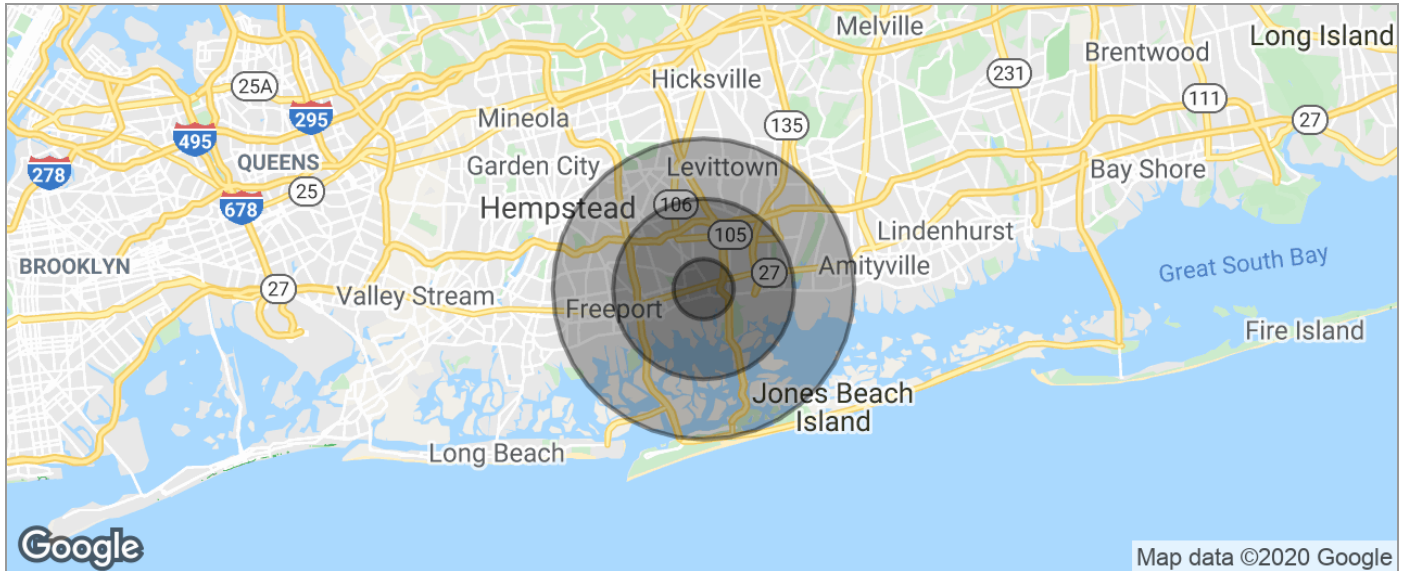 Melville
Long Island
Brentwood
Hicksville
231
25A
111
295
Mineola
27
135
495
QUEENS
Garden City
Levittown
Bay Shore
278
25
678
Hempstead
106
105
Lindenhurst
BROOKLYN
27
Amityville
Great South Bay
27
Valley Stream
Freeport
Fire Island
Jones Beach
Island
Long Beach
Google
Map data ©2020 Google